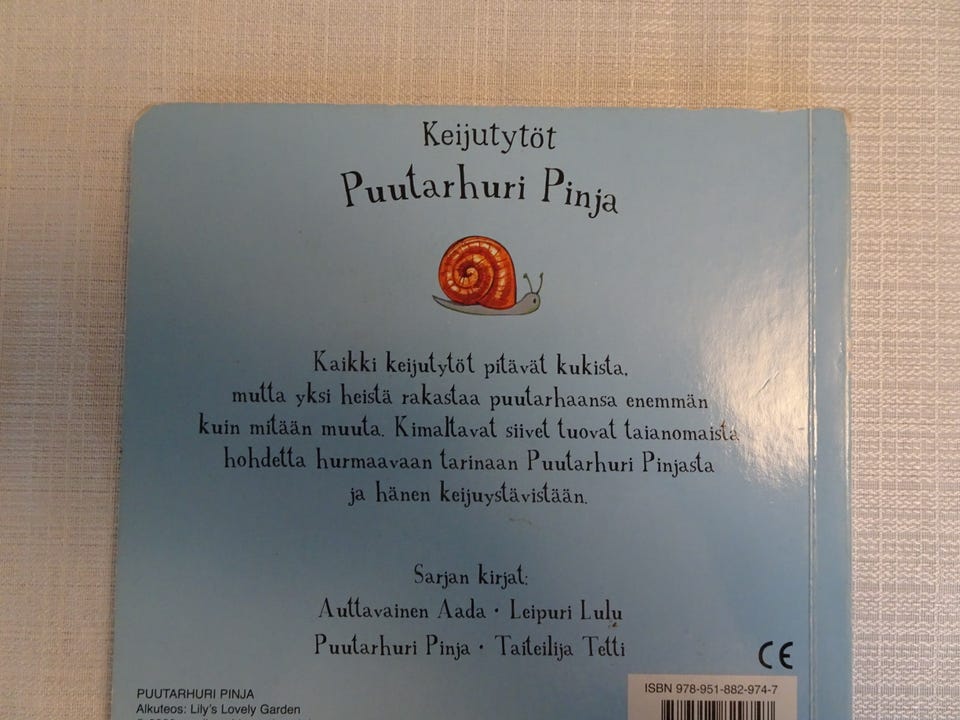 Keijutytöt
Puutarhuri Pinja
Kaikki keijutytöt pitävät kukista,
mutta yksi heistä rakastaa puutarhaansa enemmän
kuin mitään muuta. Kimaltavat siivet tuovat taianomaista
hohdetta hurmaavaan tarinaan Puutarhuri Pinjasta
ja hänen keijuystävistään.
Sarjan kirjat:
Auttavainen Aada • Leipuri Lulu
Puutarhuri Pinja • Taiteilija Tetti
CE
ISBN 978-951-882-974-7
PUUTARHURI PINJA
Alkuteos: Lily's Lovely Garden